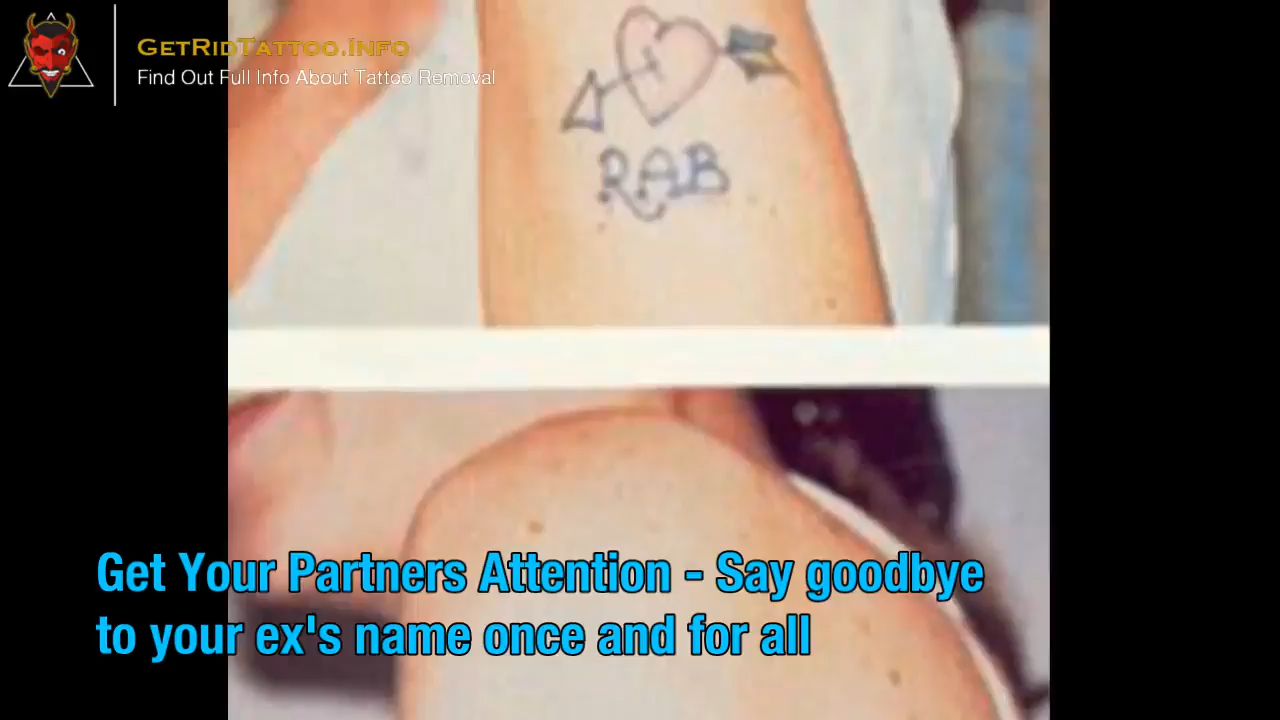 GetRidTattoo.Info
Find Out Full Info About Tattoo Removal
RAB
Get Your Partners Attention - Say goodbye
to your ex's name once and for all